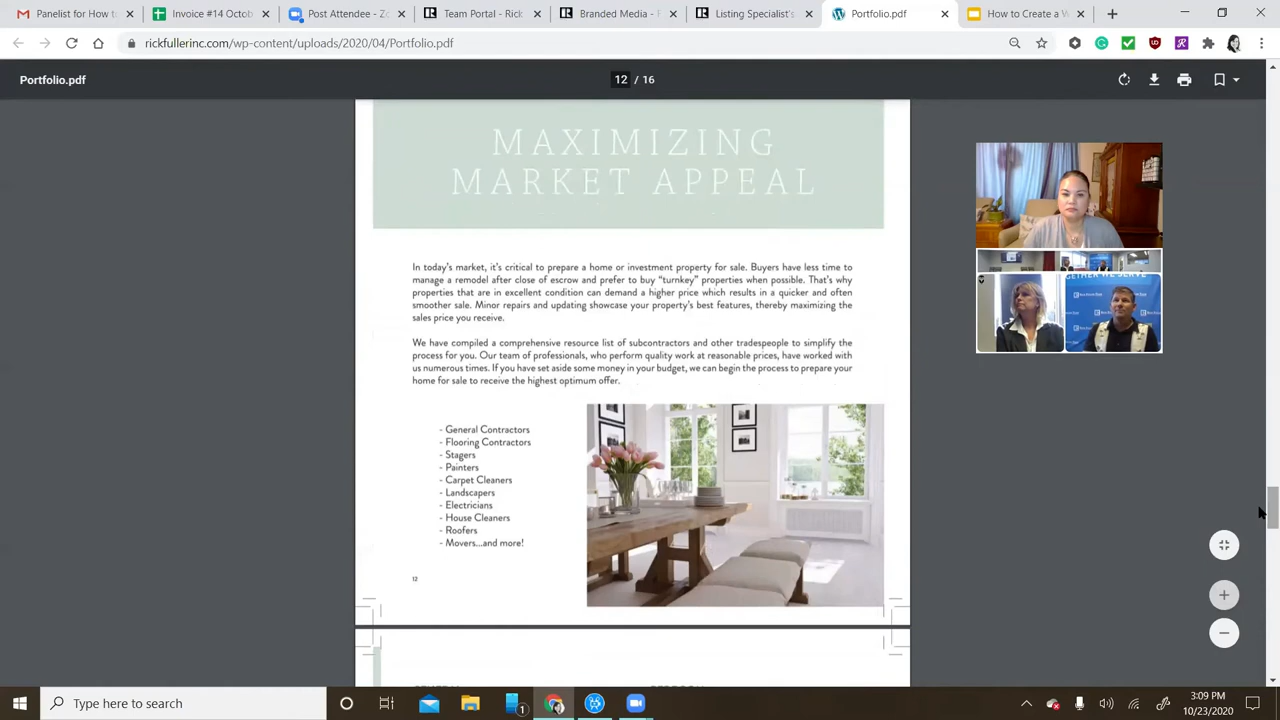 Panelist for How to
Invoice #14 Octob
Post Attendee - Zo
Team Portal - Rick
Branded Media - F
Listing Specialist's
Portfolio.pdf
How to Create a W
rickfullerinc.com/wp-content/uploads/2020/04/Portfolio.pdf
Portfolio.pdf
12 / 16
MAXIMIZING
MARKET APPEAL
In today's market, it's critical to prepare a home or investment property for sale. Buyers have less time to
manage a remodel after close of escrow and prefer to buy "turnkey" properties when possible. That's why
properties that are in excellent condition can demand a higher price which results in a quicker and often
smoother sale. Minor repairs and updating showcase your property's best features, thereby maximizing the
sales price you receive.
We have compiled a comprehensive resource list of subcontractors and other tradespeople to simplify the
process for you. Our team of professionals, who perform quality work at reasonable prices, have worked with
us numerous times. If you have set aside some money in your budget, we can begin the process to prepare your
home for sale to receive the highest optimum offer.
- General Contractors
- Flooring Contractors
- Stagers
- Painters
- Carpet Cleaners
- Landscapers
- Electricians
- House Cleaners
- Roofers
- Movers...and more!
12
GETHER WE SERVE
Type here to search
1
3:09 PM
10/23/2020